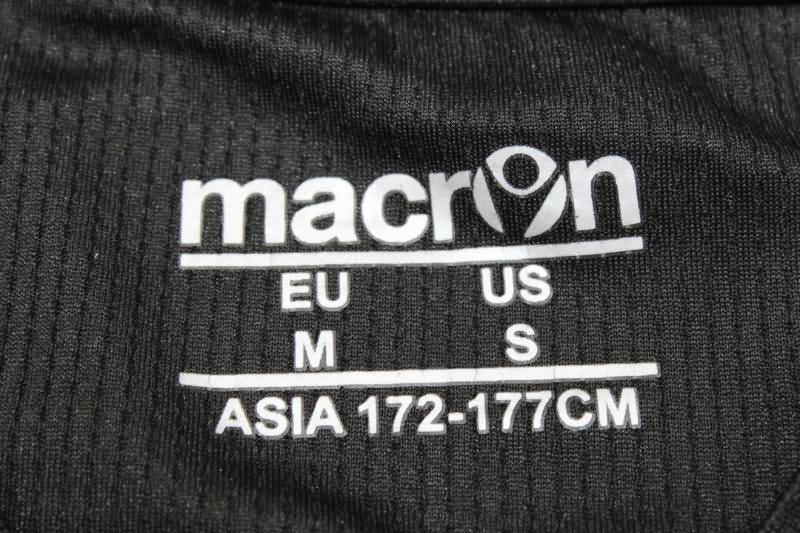 macron
EU US
M S
ASIA 172-177CM